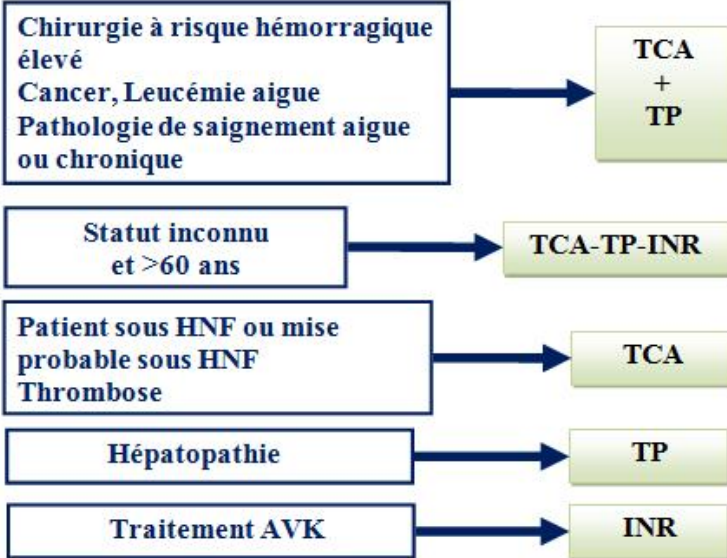 Chirurgie à risque hémorragique
élevé
Cancer, Leucémie aigue
Pathologie de saignement aigue
ou chronique
TCA
+
TP
Statut inconnu
et >60 ans
TCA-TP-INR
Patient sous HNF ou mise
probable sous HNF
Thrombose
TCA
Hépatopathie
TP
Traitement AVK
INR